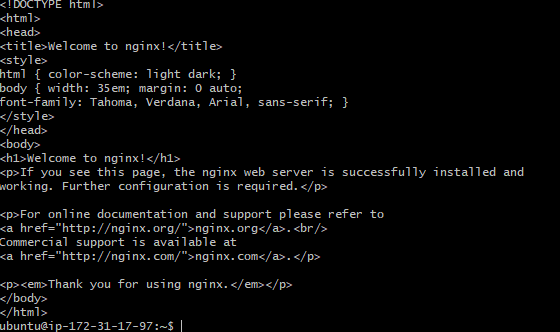 <!DOCTYPE html>
<html>
<head>
<title>Welcome to nginx!</title>
<style>
html { color-scheme: light dark; }
body { width: 35em; margin: 0 auto;
font-family: Tahoma, Verdana, Arial, sans-serif; }
</style>
</head>
<body>
<h1>Welcome to nginx!</h1>
<p>If you see this page, the nginx web server is successfully installed and
working. Further configuration is required.</p>

<p>For online documentation and support please refer to
<a href="http://nginx.org/">nginx.org</a>.<br/>
Commercial support is available at
<a href="http://nginx.com/">nginx.com</a>.</p>

<p><em>Thank you for using nginx.</em></p>
</body>
</html>
ubuntu@ip-172-31-17-97:~$